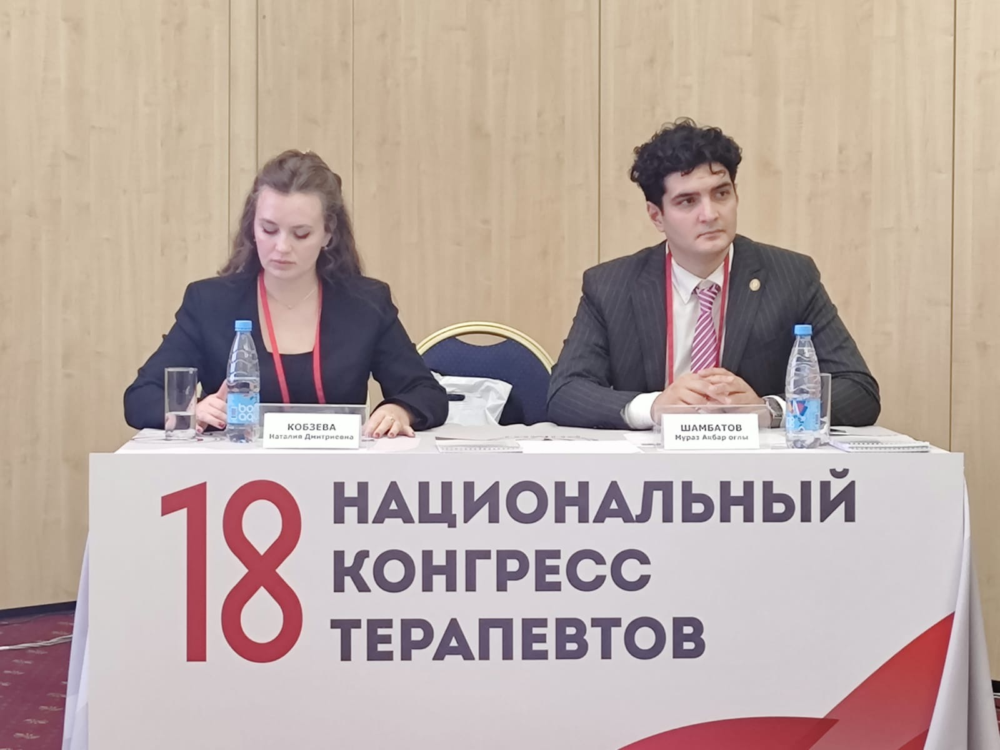 КОБЗЕВА
Наталия Дмитриевна
ШАМБАТОВ
Мураз Акбар оглы
18 НАЦИОНАЛЬНЫЙ
КОНГРЕСС
ТЕРАПЕВТОВ